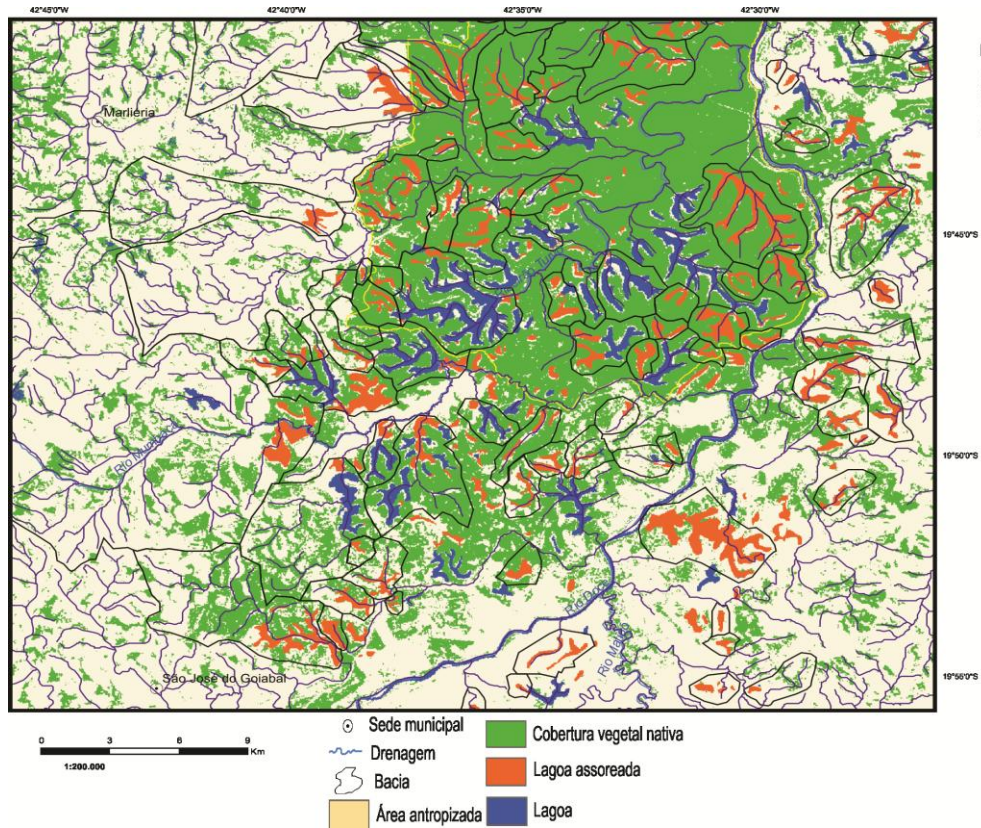 42°45'0"W 42°40'0"W 42°35'0"W 42°30'0"W
Marliéria
19°45'0"S
19°50'0"S
Rio Doce
Rio Ma
São José do Goiabal
19°55'0"S
0 3 6 9
Km
1:200.000
Sede municipal
Drenagem
Bacia
Área antropizada
Cobertura vegetal nativa
Lagoa assoreada
Lagoa